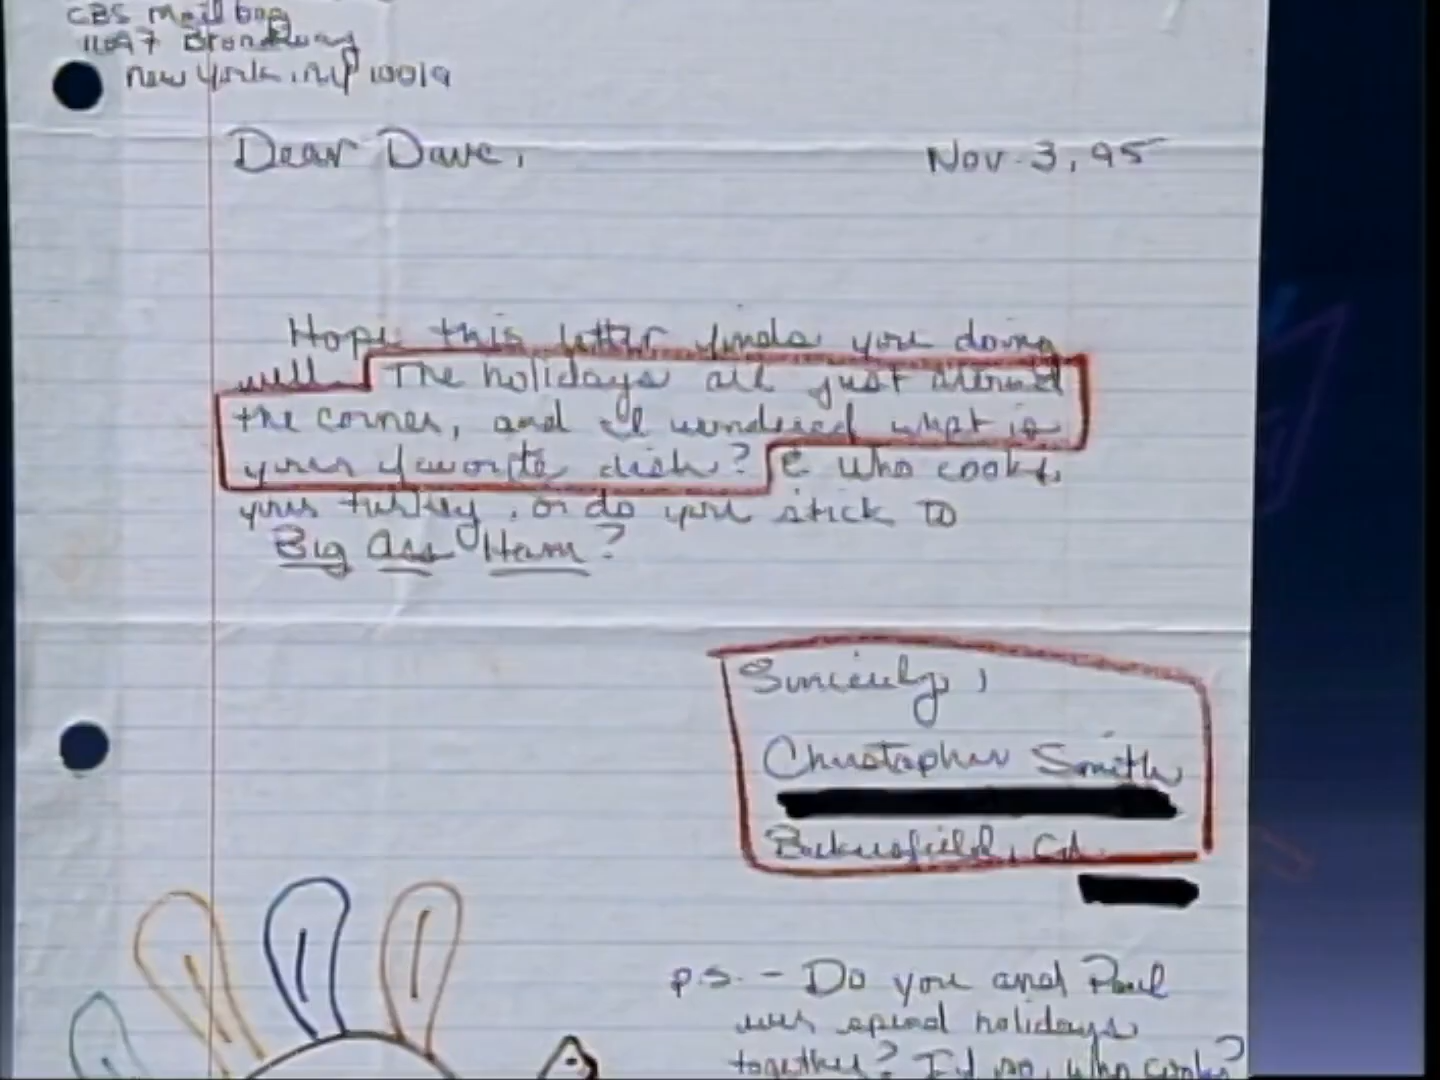 CBS Mailbag
11697 Broadway
New York, NY 10019
Dear Dave,
Nov. 3, 95
Hope this letter finds you doing
well. The holidays are just around
the corner, and I wondered what is
your favorite dish? & who cooks
your turkey, or do you stick to
Big Ass Ham?
Sincerely,
Christopher Smith
Bakersfield, CA.
p.s. - Do you and Paul
ever spend holidays
together? If so, who cooks?